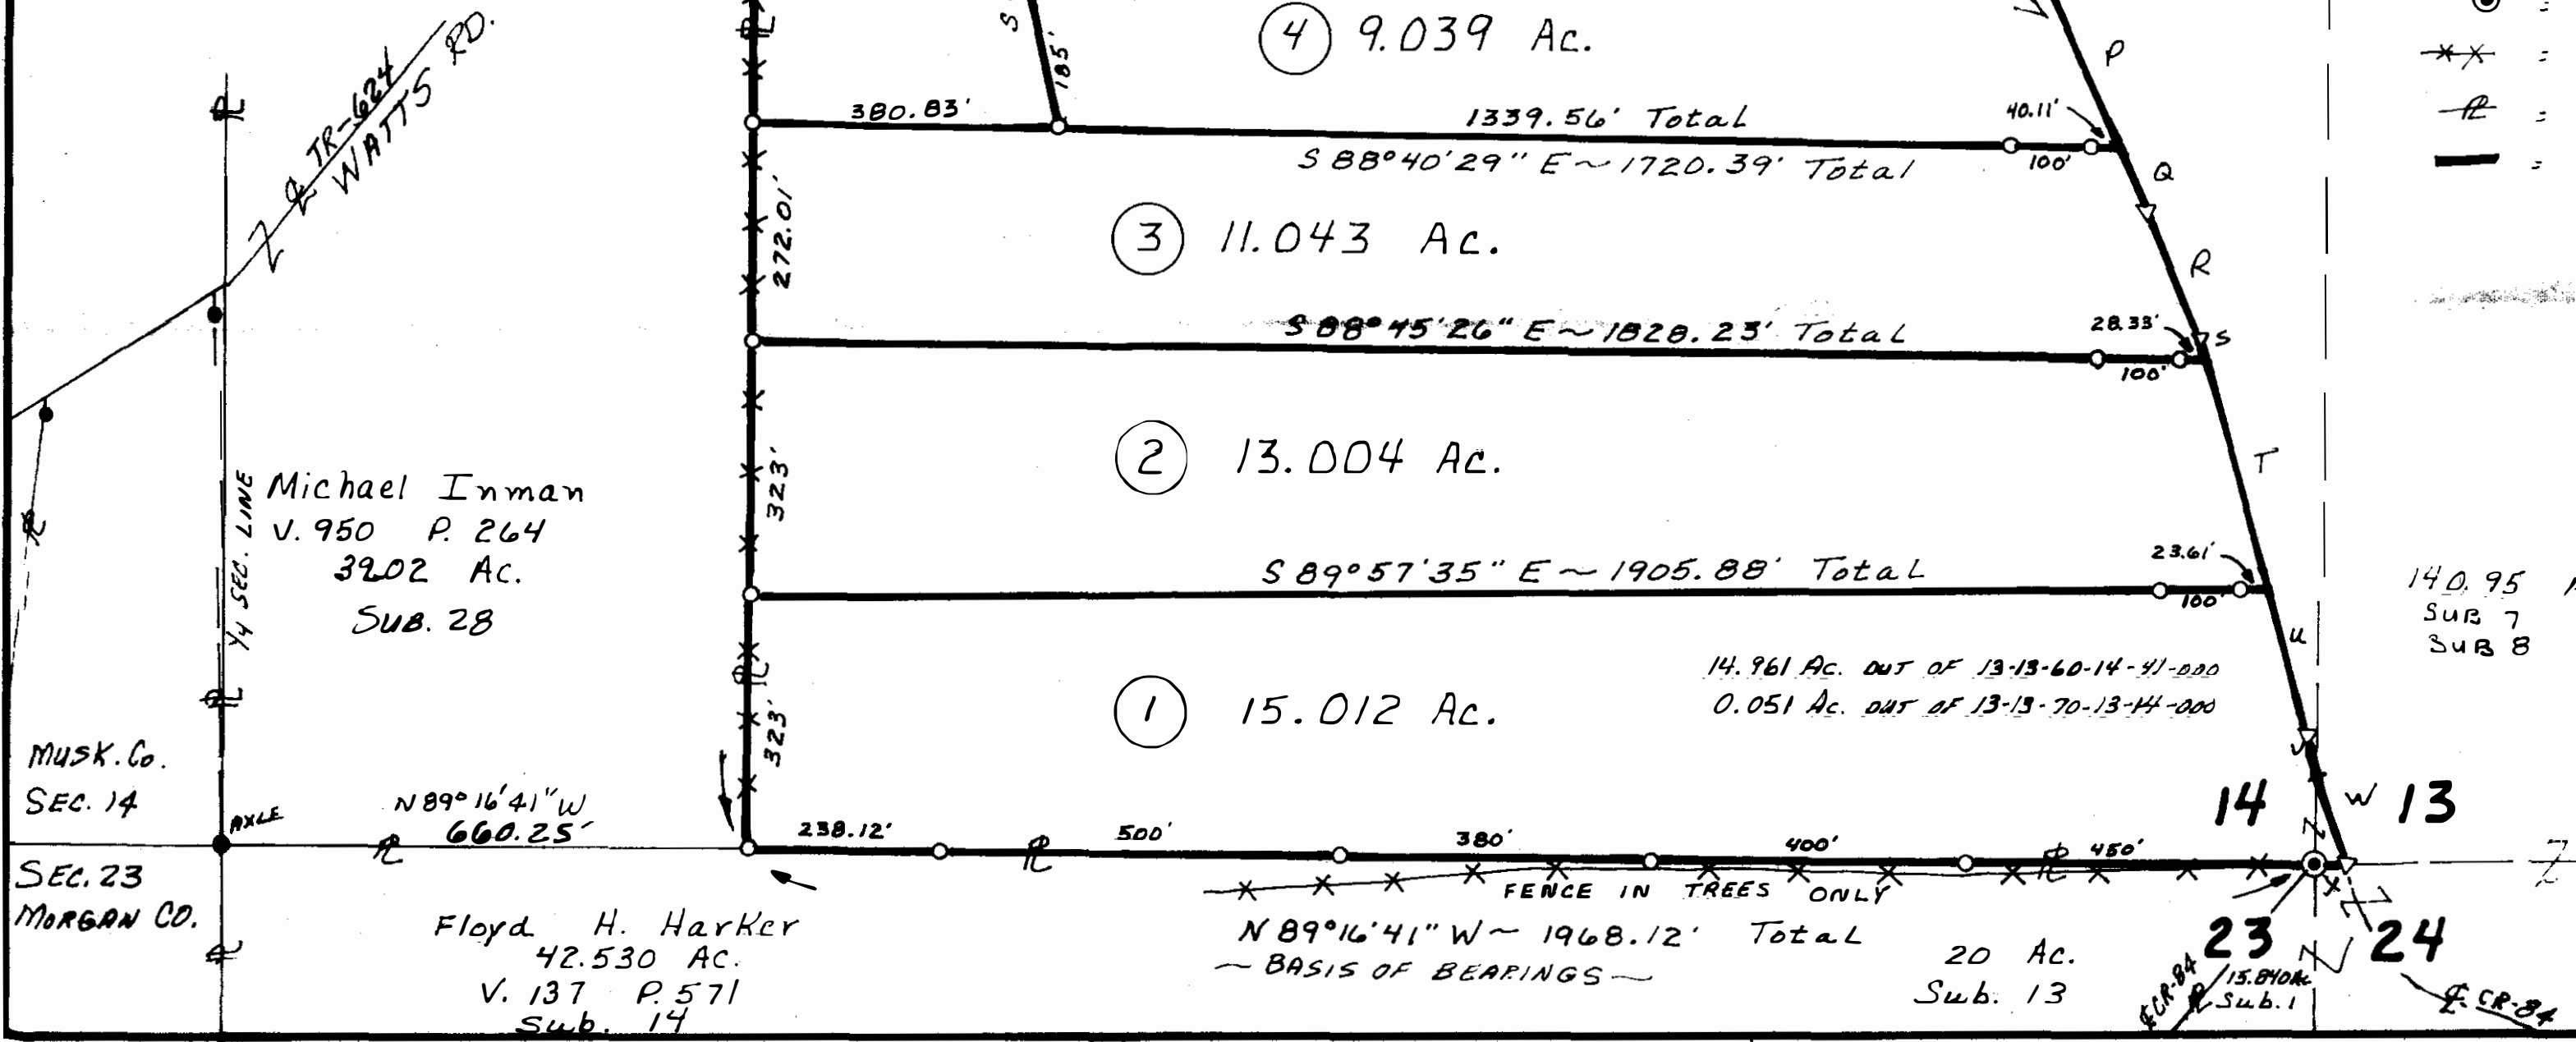 TR-624
WATTS RD.
S
185'
④ 9.039 Ac.
P
380.83'
1339.56' Total
40.11'
S 88°40'29" E ~ 1720.39' Total
100'
Q
272.01'
③ 11.043 Ac.
R
S 88°45'26" E ~ 1828.23' Total
28.33'
S
100'
② 13.004 Ac.
T
323'
1/4 SEC. LINE
Michael Inman
V. 950 P. 264
39.02 Ac.
Sub. 28
S 89°57'35" E ~ 1905.88' Total
23.61'
100'
140.95
SUB 7
SUB 8
U
14.961 Ac. OUT OF 13-13-60-14-41-000
0.051 Ac. OUT OF 13-13-70-13-14-000
① 15.012 Ac.
323'
MUSK. Co.
SEC. 14
AXLE
N 89°16'41" W
660.25'
14
W
13
238.12'
500'
380'
400'
450'
SEC. 23
MORGAN CO.
FENCE IN TREES ONLY
Floyd H. Harker
42.530 Ac.
V. 137 P. 571
Sub. 14
N 89°16'41" W ~ 1968.12' Total
~ BASIS OF BEARINGS ~
20 Ac.
Sub. 13
X
23
24
℄ CR-84
15.840 Ac.
Sub. 1
℄ CR-84